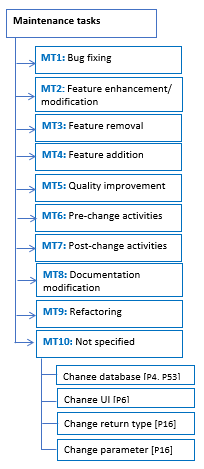 Maintenance tasks
MT1: Bug fixing
MT2: Feature enhancement/
modification
MT3: Feature removal
MT4: Feature addition
MT5: Quality improvement
MT6: Pre-change activities
MT7: Post-change activities
MT8: Documentation
modification
MT9: Refactoring
MT10: Not specified
Change database [P4, P53]
Change UI [P6]
Change return type [P16]
Change parameter [P16]